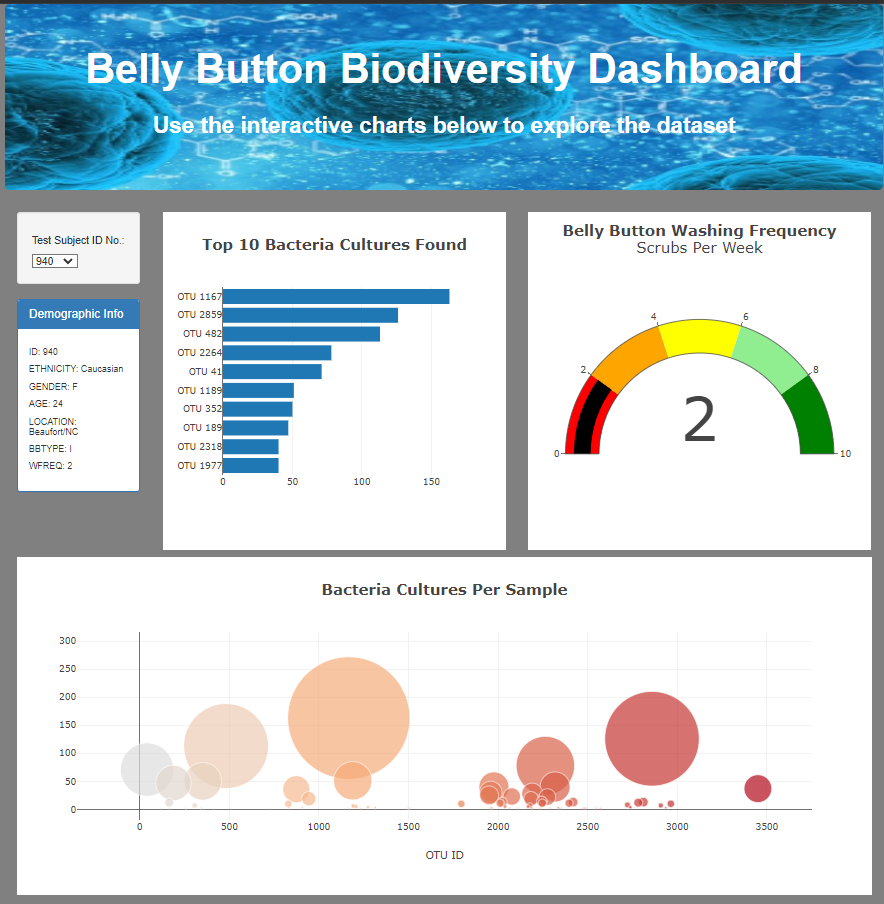 Belly Button Biodiversity Dashboard
Use the interactive charts below to explore the dataset
Test Subject ID No.:
940
Demographic Info
ID: 940
ETHNICITY: Caucasian
GENDER: F
AGE: 24
LOCATION:
Beaufort/NC
BBTYPE: I
WFREQ: 2
Top 10 Bacteria Cultures Found
OTU 1167
OTU 2859
OTU 482
OTU 2264
OTU 41
OTU 1189
OTU 352
OTU 189
OTU 2318
OTU 1977
0 50 100 150
Belly Button Washing Frequency
Scrubs Per Week
0
2
4
6
8
10
2
Bacteria Cultures Per Sample
300
250
200
150
100
50
0
0 500 1000 1500 2000 2500 3000 3500
OTU ID